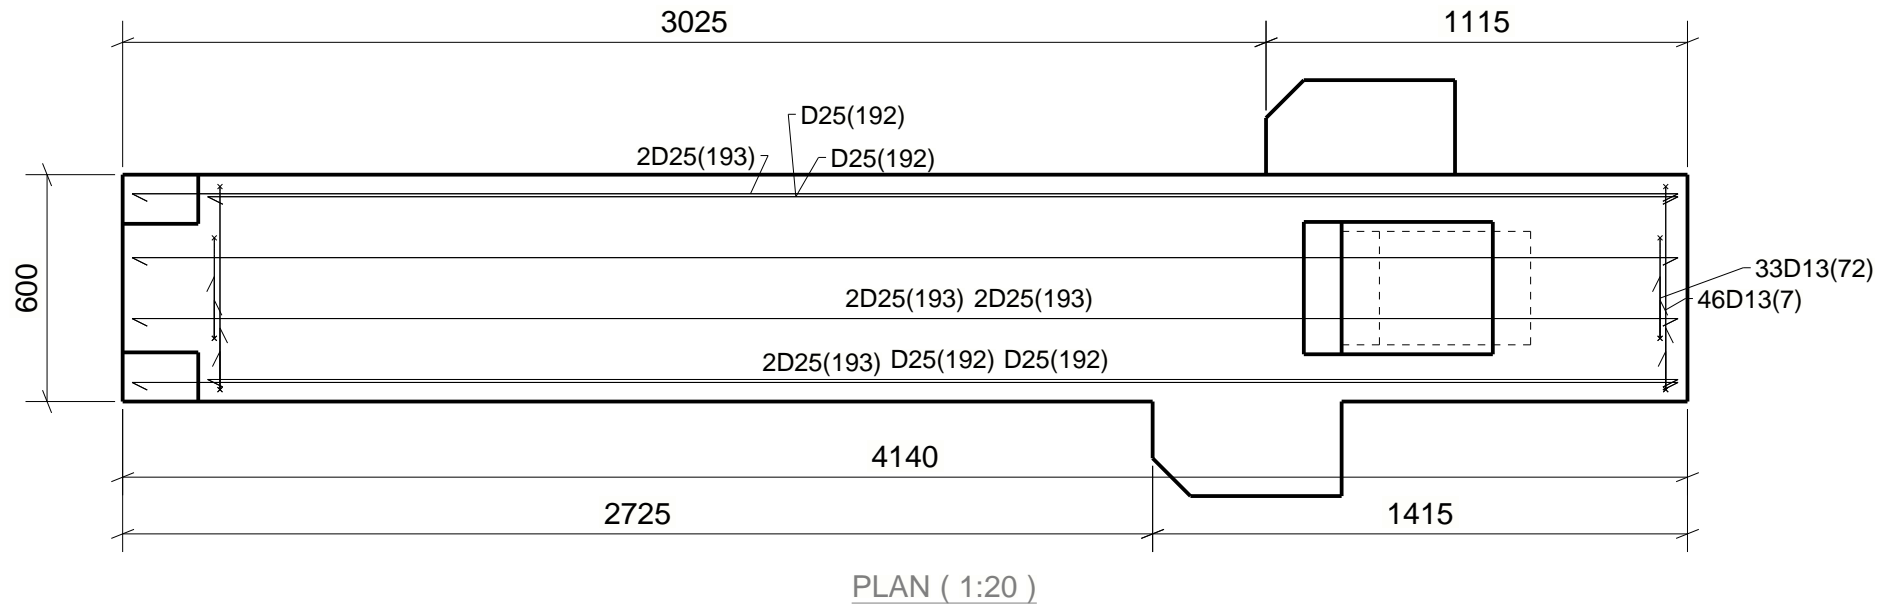 3025
1115
D25(192)
2D25(193)
D25(192)
600
33D13(72)
2D25(193) 2D25(193)
46D13(7)
2D25(193) D25(192) D25(192)
4140
2725
1415
PLAN ( 1:20 )